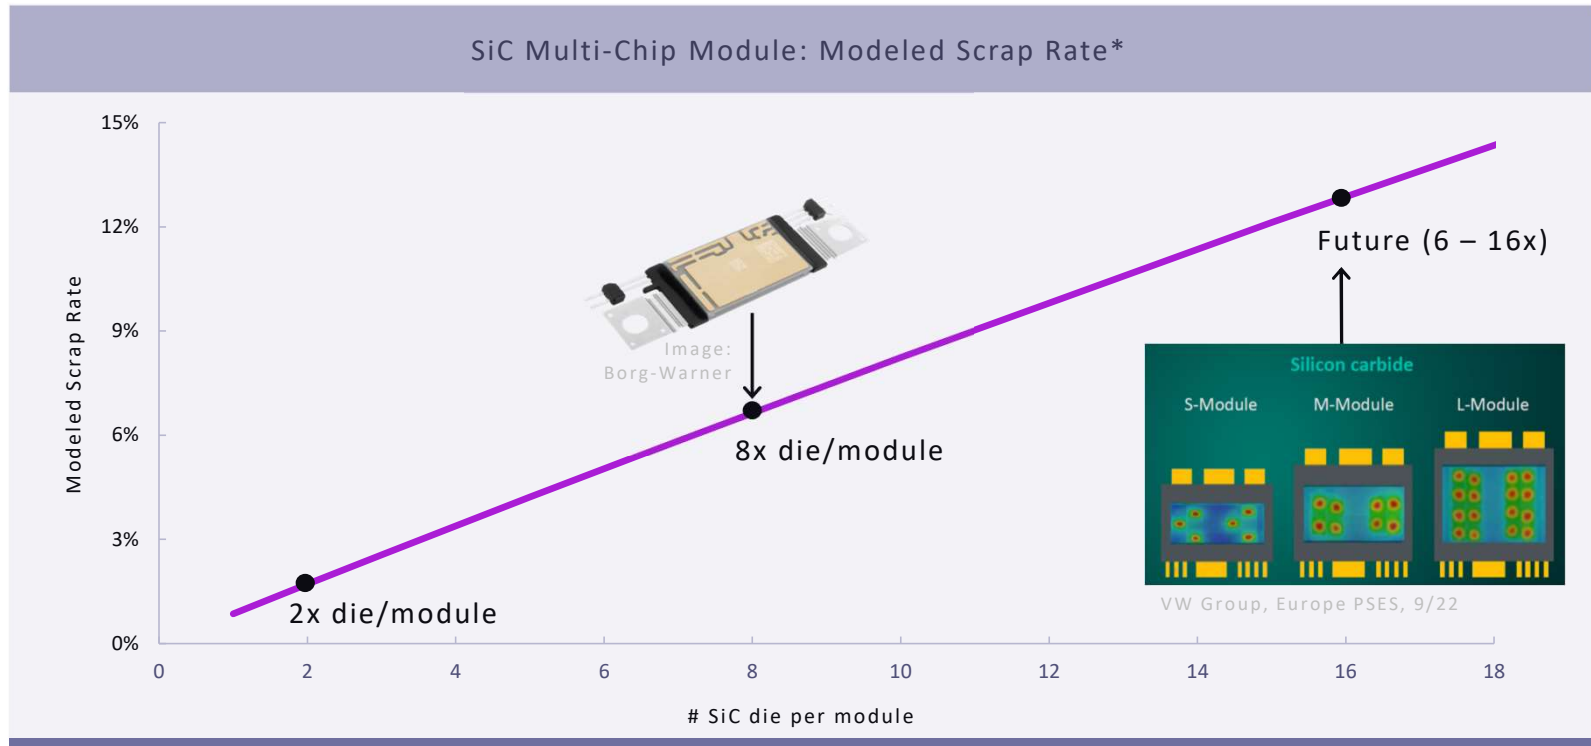 SiC Multi-Chip Module: Modeled Scrap Rate*
15%
12%
9%
6%
3%
0%
Modeled Scrap Rate
Image:
Borg-Warner
2x die/module
8x die/module
Future (6 – 16x)
Silicon carbide
S-Module
M-Module
L-Module
VW Group, Europe PSES, 9/22
0 2 4 6 8 10 12 14 16 18
# SiC die per module